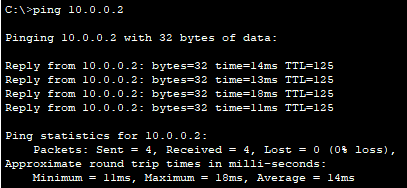 C:\>ping 10.0.0.2
Pinging 10.0.0.2 with 32 bytes of data:
Reply from 10.0.0.2: bytes=32 time=14ms TTL=125
Reply from 10.0.0.2: bytes=32 time=13ms TTL=125
Reply from 10.0.0.2: bytes=32 time=18ms TTL=125
Reply from 10.0.0.2: bytes=32 time=11ms TTL=125
Ping statistics for 10.0.0.2:
Packets: Sent = 4, Received = 4, Lost = 0 (0% loss),
Approximate round trip times in milli-seconds:
Minimum = 11ms, Maximum = 18ms, Average = 14ms